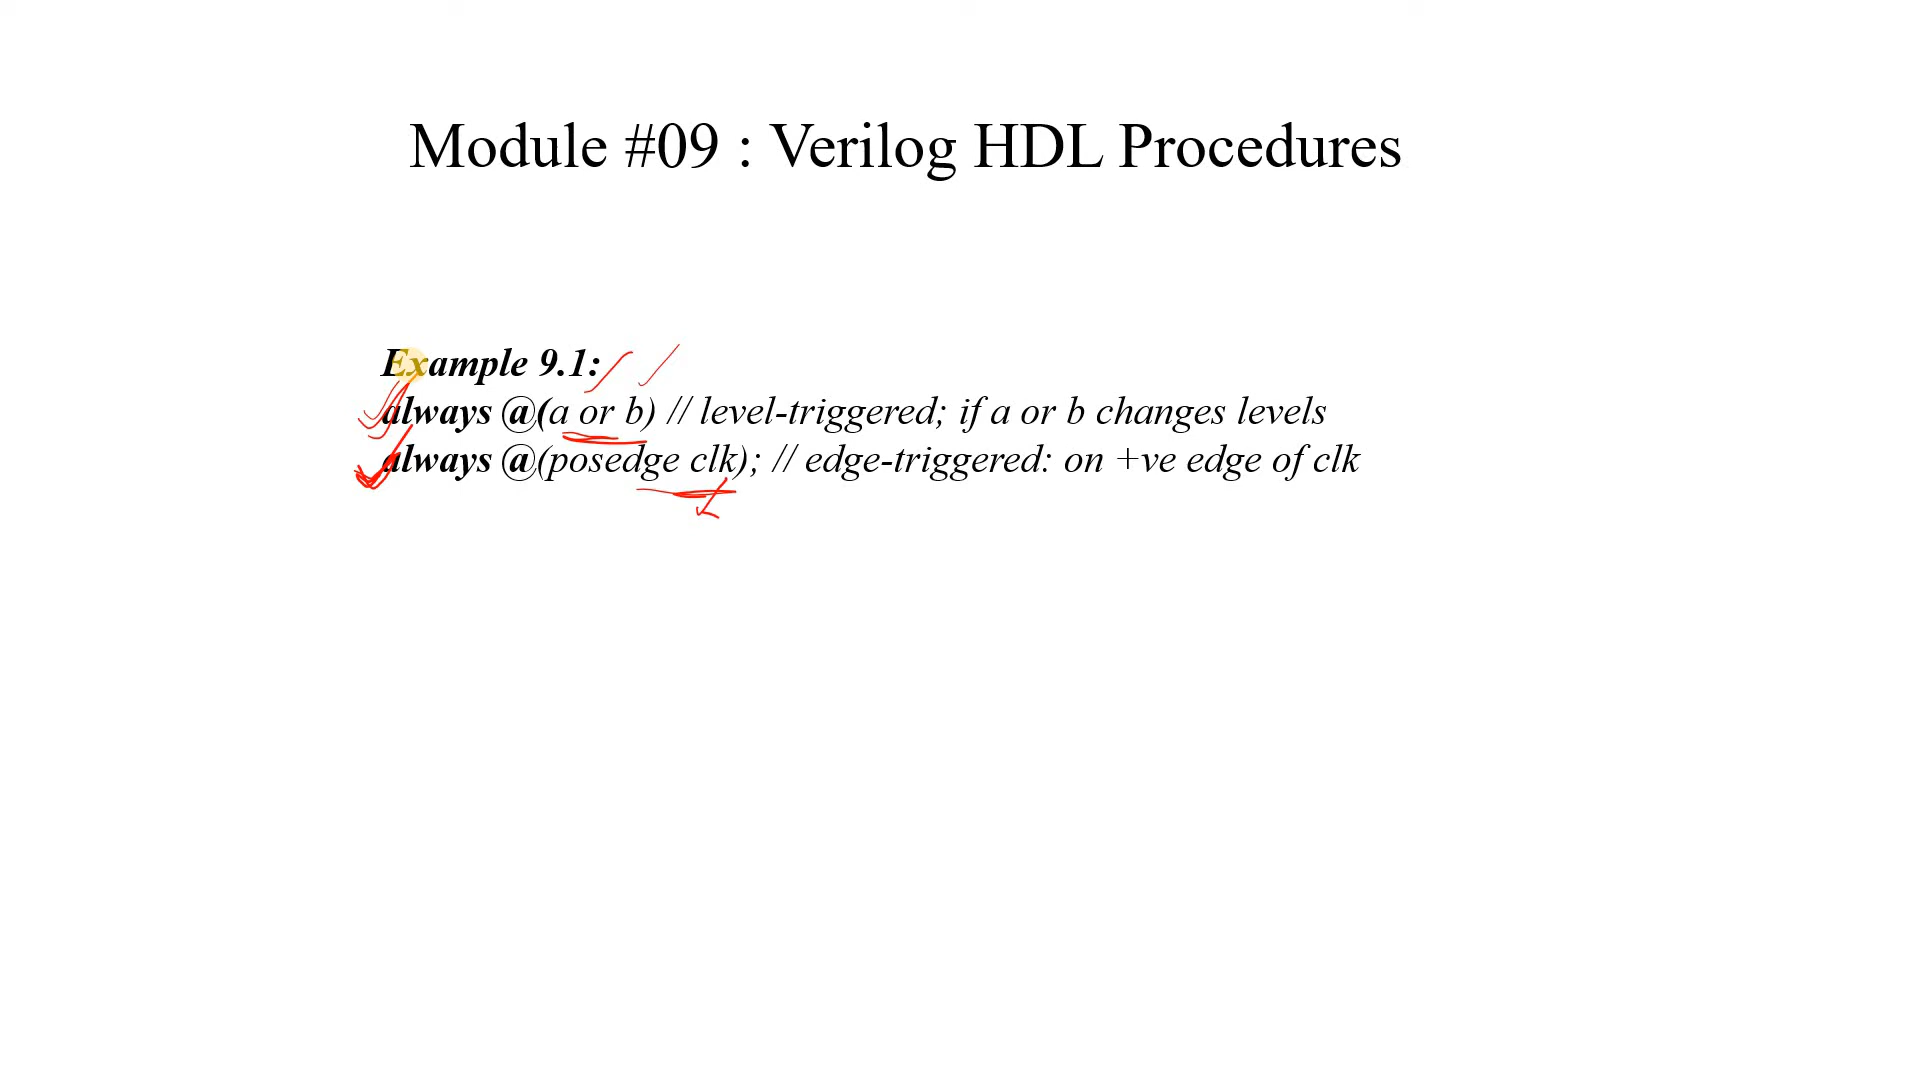 Module #09 : Verilog HDL Procedures
Example 9.1:
always @(a or b) // level-triggered; if a or b changes levels
always @(posedge clk); // edge-triggered: on +ve edge of clk